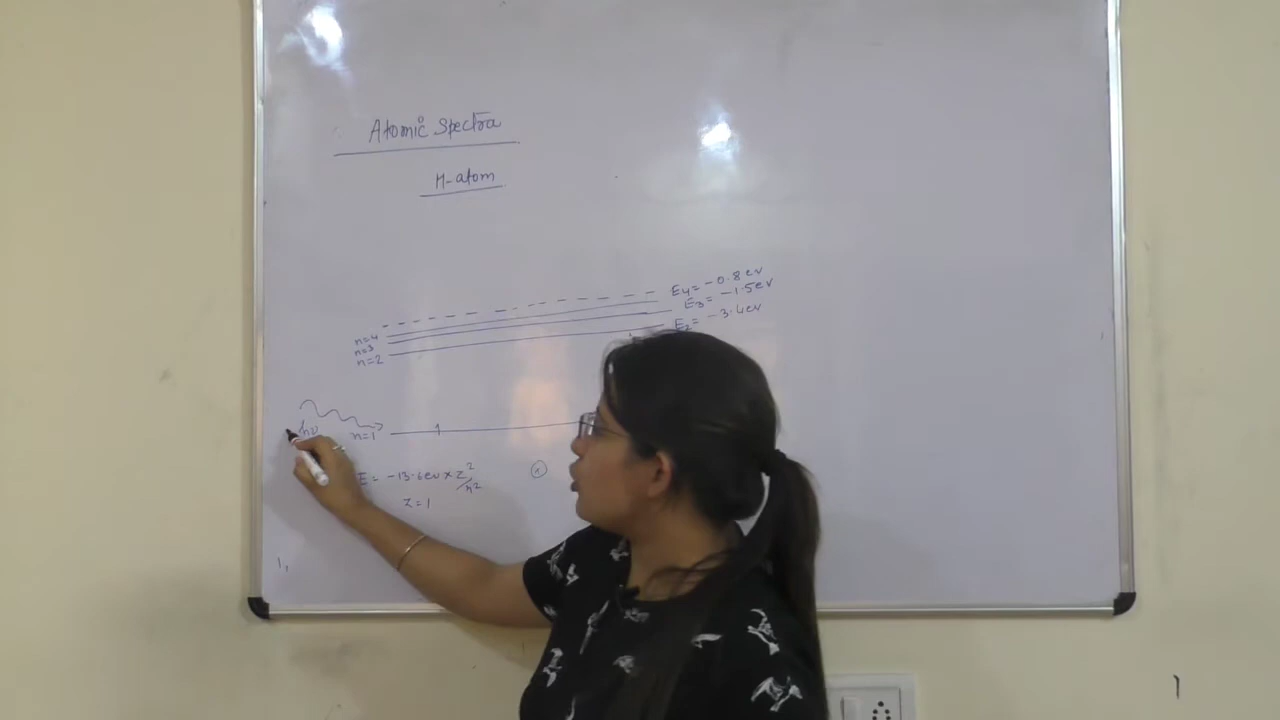 Atomic Spectra
H-atom
E4 = -0.8 ev
E3 = -1.5 ev
E2 = -3.4 ev
n=4
n=3
n=2
hν
n=1
E = -13.6 ev × z²/n²
z=1